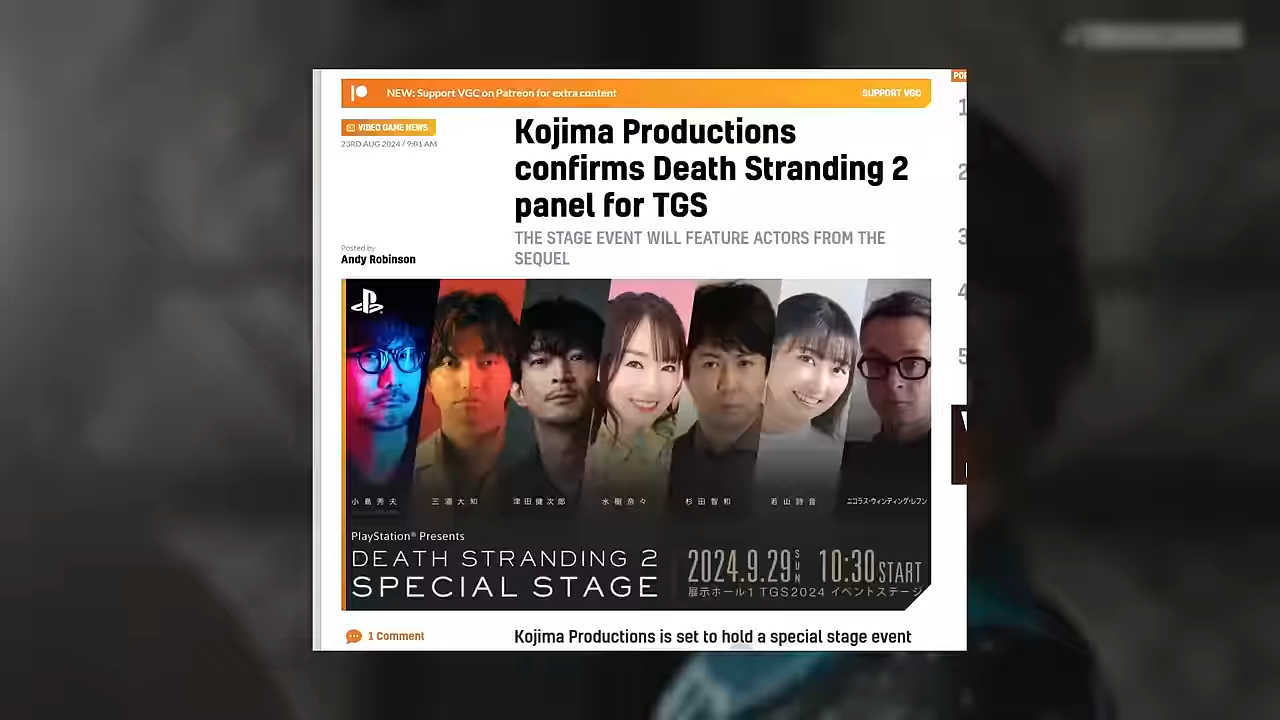 NEW: Support VGC on Patreon for extra content
SUPPORT VGC
VIDEO GAME NEWS
23RD AUG 2024 / 9:01 AM
Kojima Productions
confirms Death Stranding 2
panel for TGS
THE STAGE EVENT WILL FEATURE ACTORS FROM THE
SEQUEL
Posted by
Andy Robinson
小島秀夫
三浦大知
津田健次郎
水樹奈々
杉田智和
若山詩音
ニコラス・ウィンディング・レフン
PlayStation® Presents
DEATH STRANDING 2
SPECIAL STAGE
2024.9.29 SUN 10:30 START
展示ホール1 TGS2024 イベントステージ
1 Comment
Kojima Productions is set to hold a special stage event
1
2
3
4
5